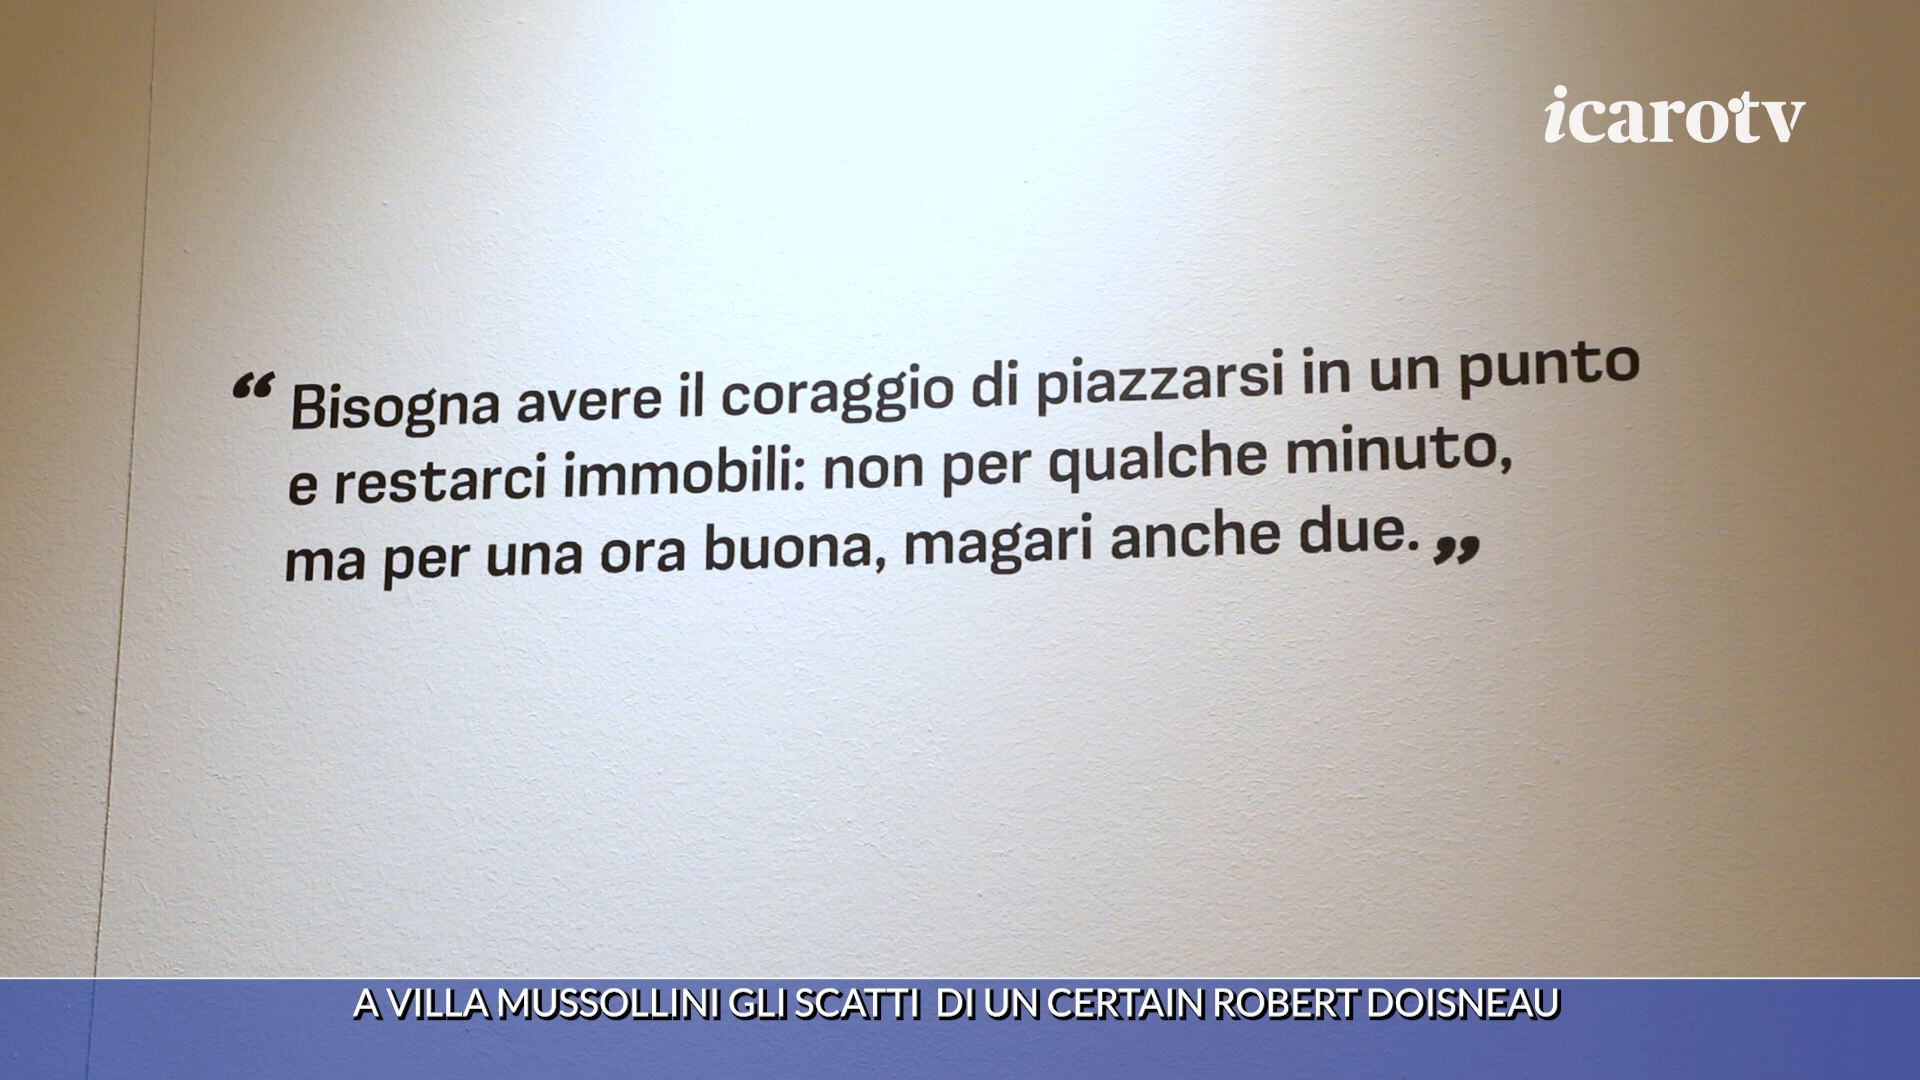 icarotv
“ Bisogna avere il coraggio di piazzarsi in un punto
e restarci immobili: non per qualche minuto,
ma per una ora buona, magari anche due. ”
A VILLA MUSSOLLINI GLI SCATTI DI UN CERTAIN ROBERT DOISNEAU